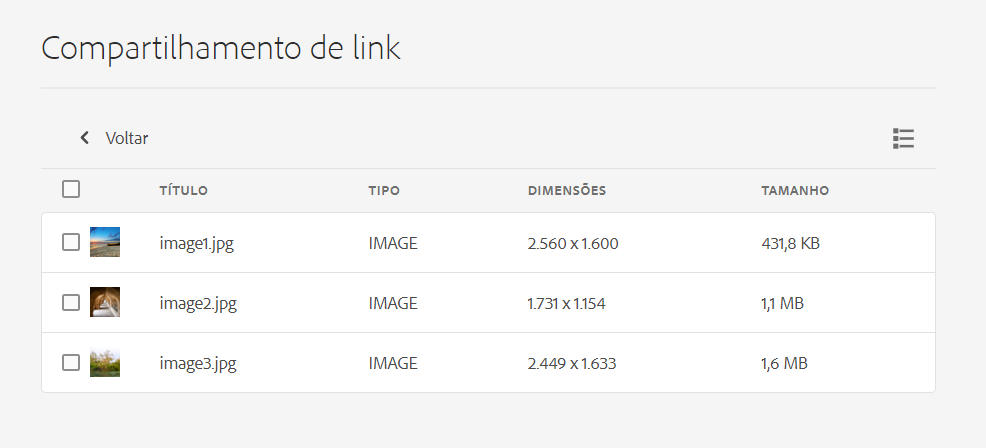 Compartilhamento de link
Voltar
TÍTULO TIPO DIMENSÕES TAMANHO
image1.jpg IMAGE 2.560 x 1.600 431,8 KB
image2.jpg IMAGE 1.731 x 1.154 1,1 MB
image3.jpg IMAGE 2.449 x 1.633 1,6 MB